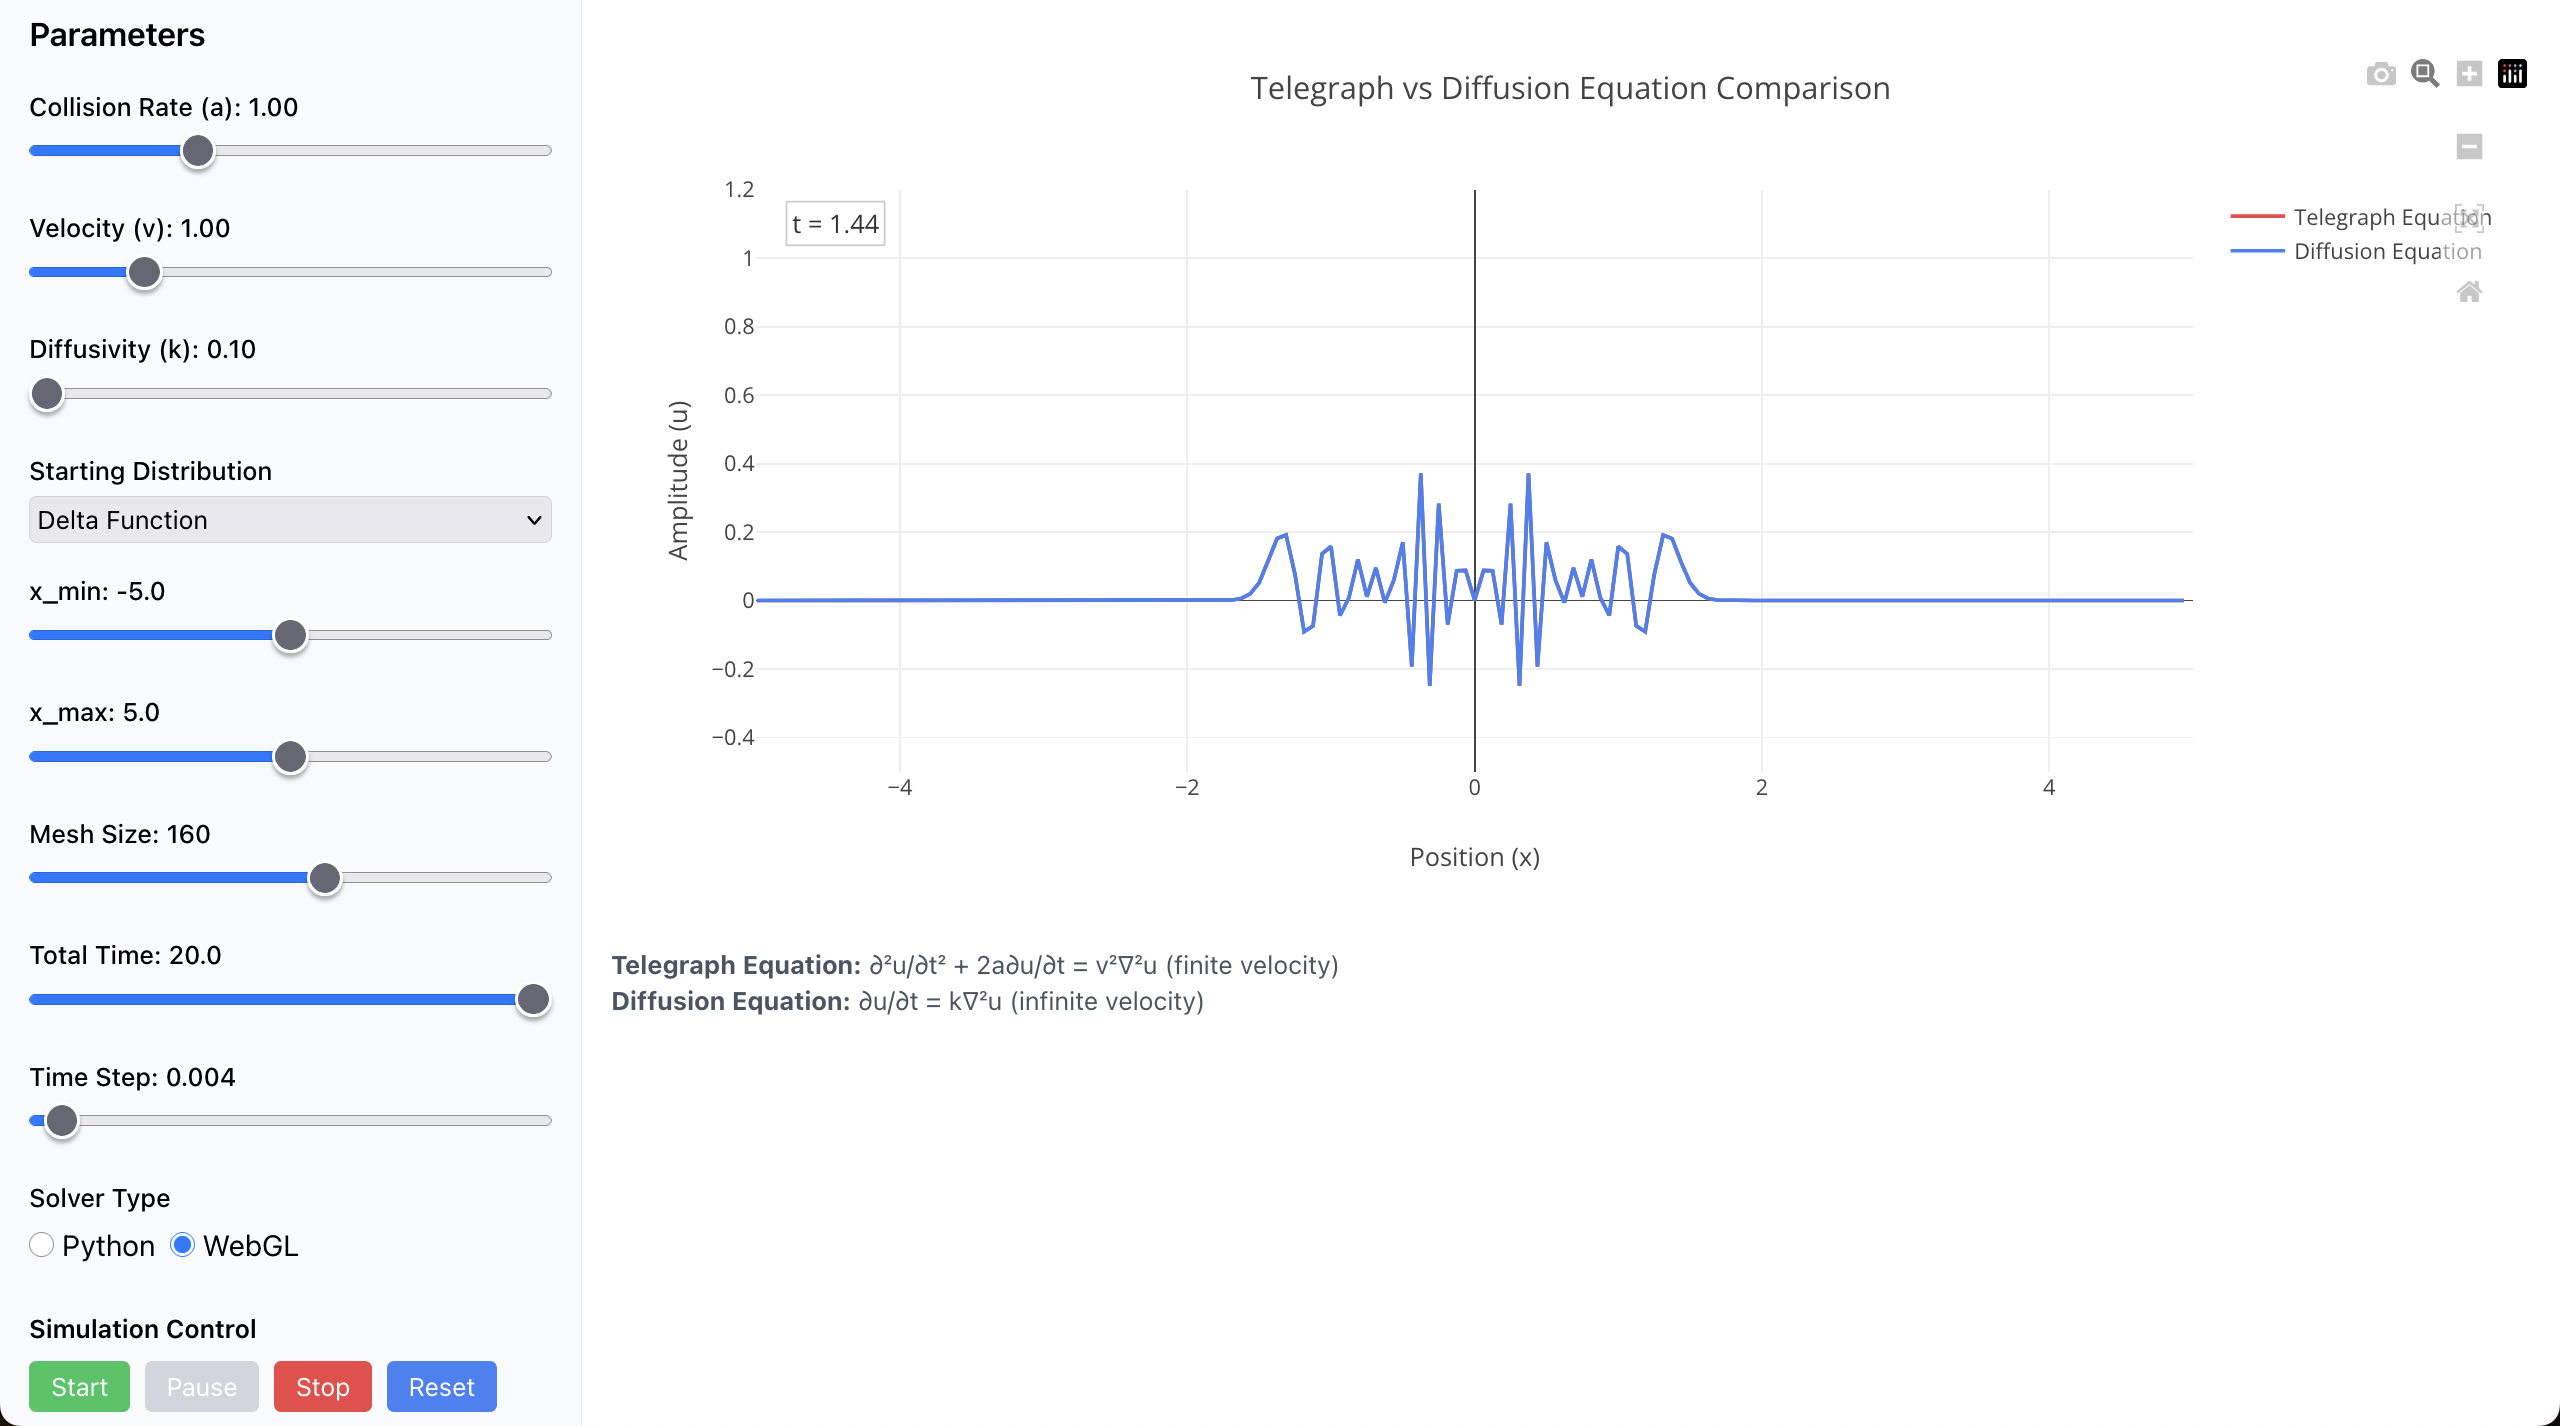 Parameters
Collision Rate (a): 1.00
Velocity (v): 1.00
Diffusivity (k): 0.10
Starting Distribution
Delta Function
x_min: -5.0
x_max: 5.0
Mesh Size: 160
Total Time: 20.0
Time Step: 0.004
Solver Type
Python WebGL
Simulation Control
Start Pause Stop Reset
Telegraph vs Diffusion Equation Comparison
t = 1.44
Telegraph Equation
Diffusion Equation
Amplitude (u)
1.2
1
0.8
0.6
0.4
0.2
0
−0.2
−0.4
−4 −2 0 2 4
Position (x)
Telegraph Equation: ∂²u/∂t² + 2a∂u/∂t = v²∇²u (finite velocity)
Diffusion Equation: ∂u/∂t = k∇²u (infinite velocity)